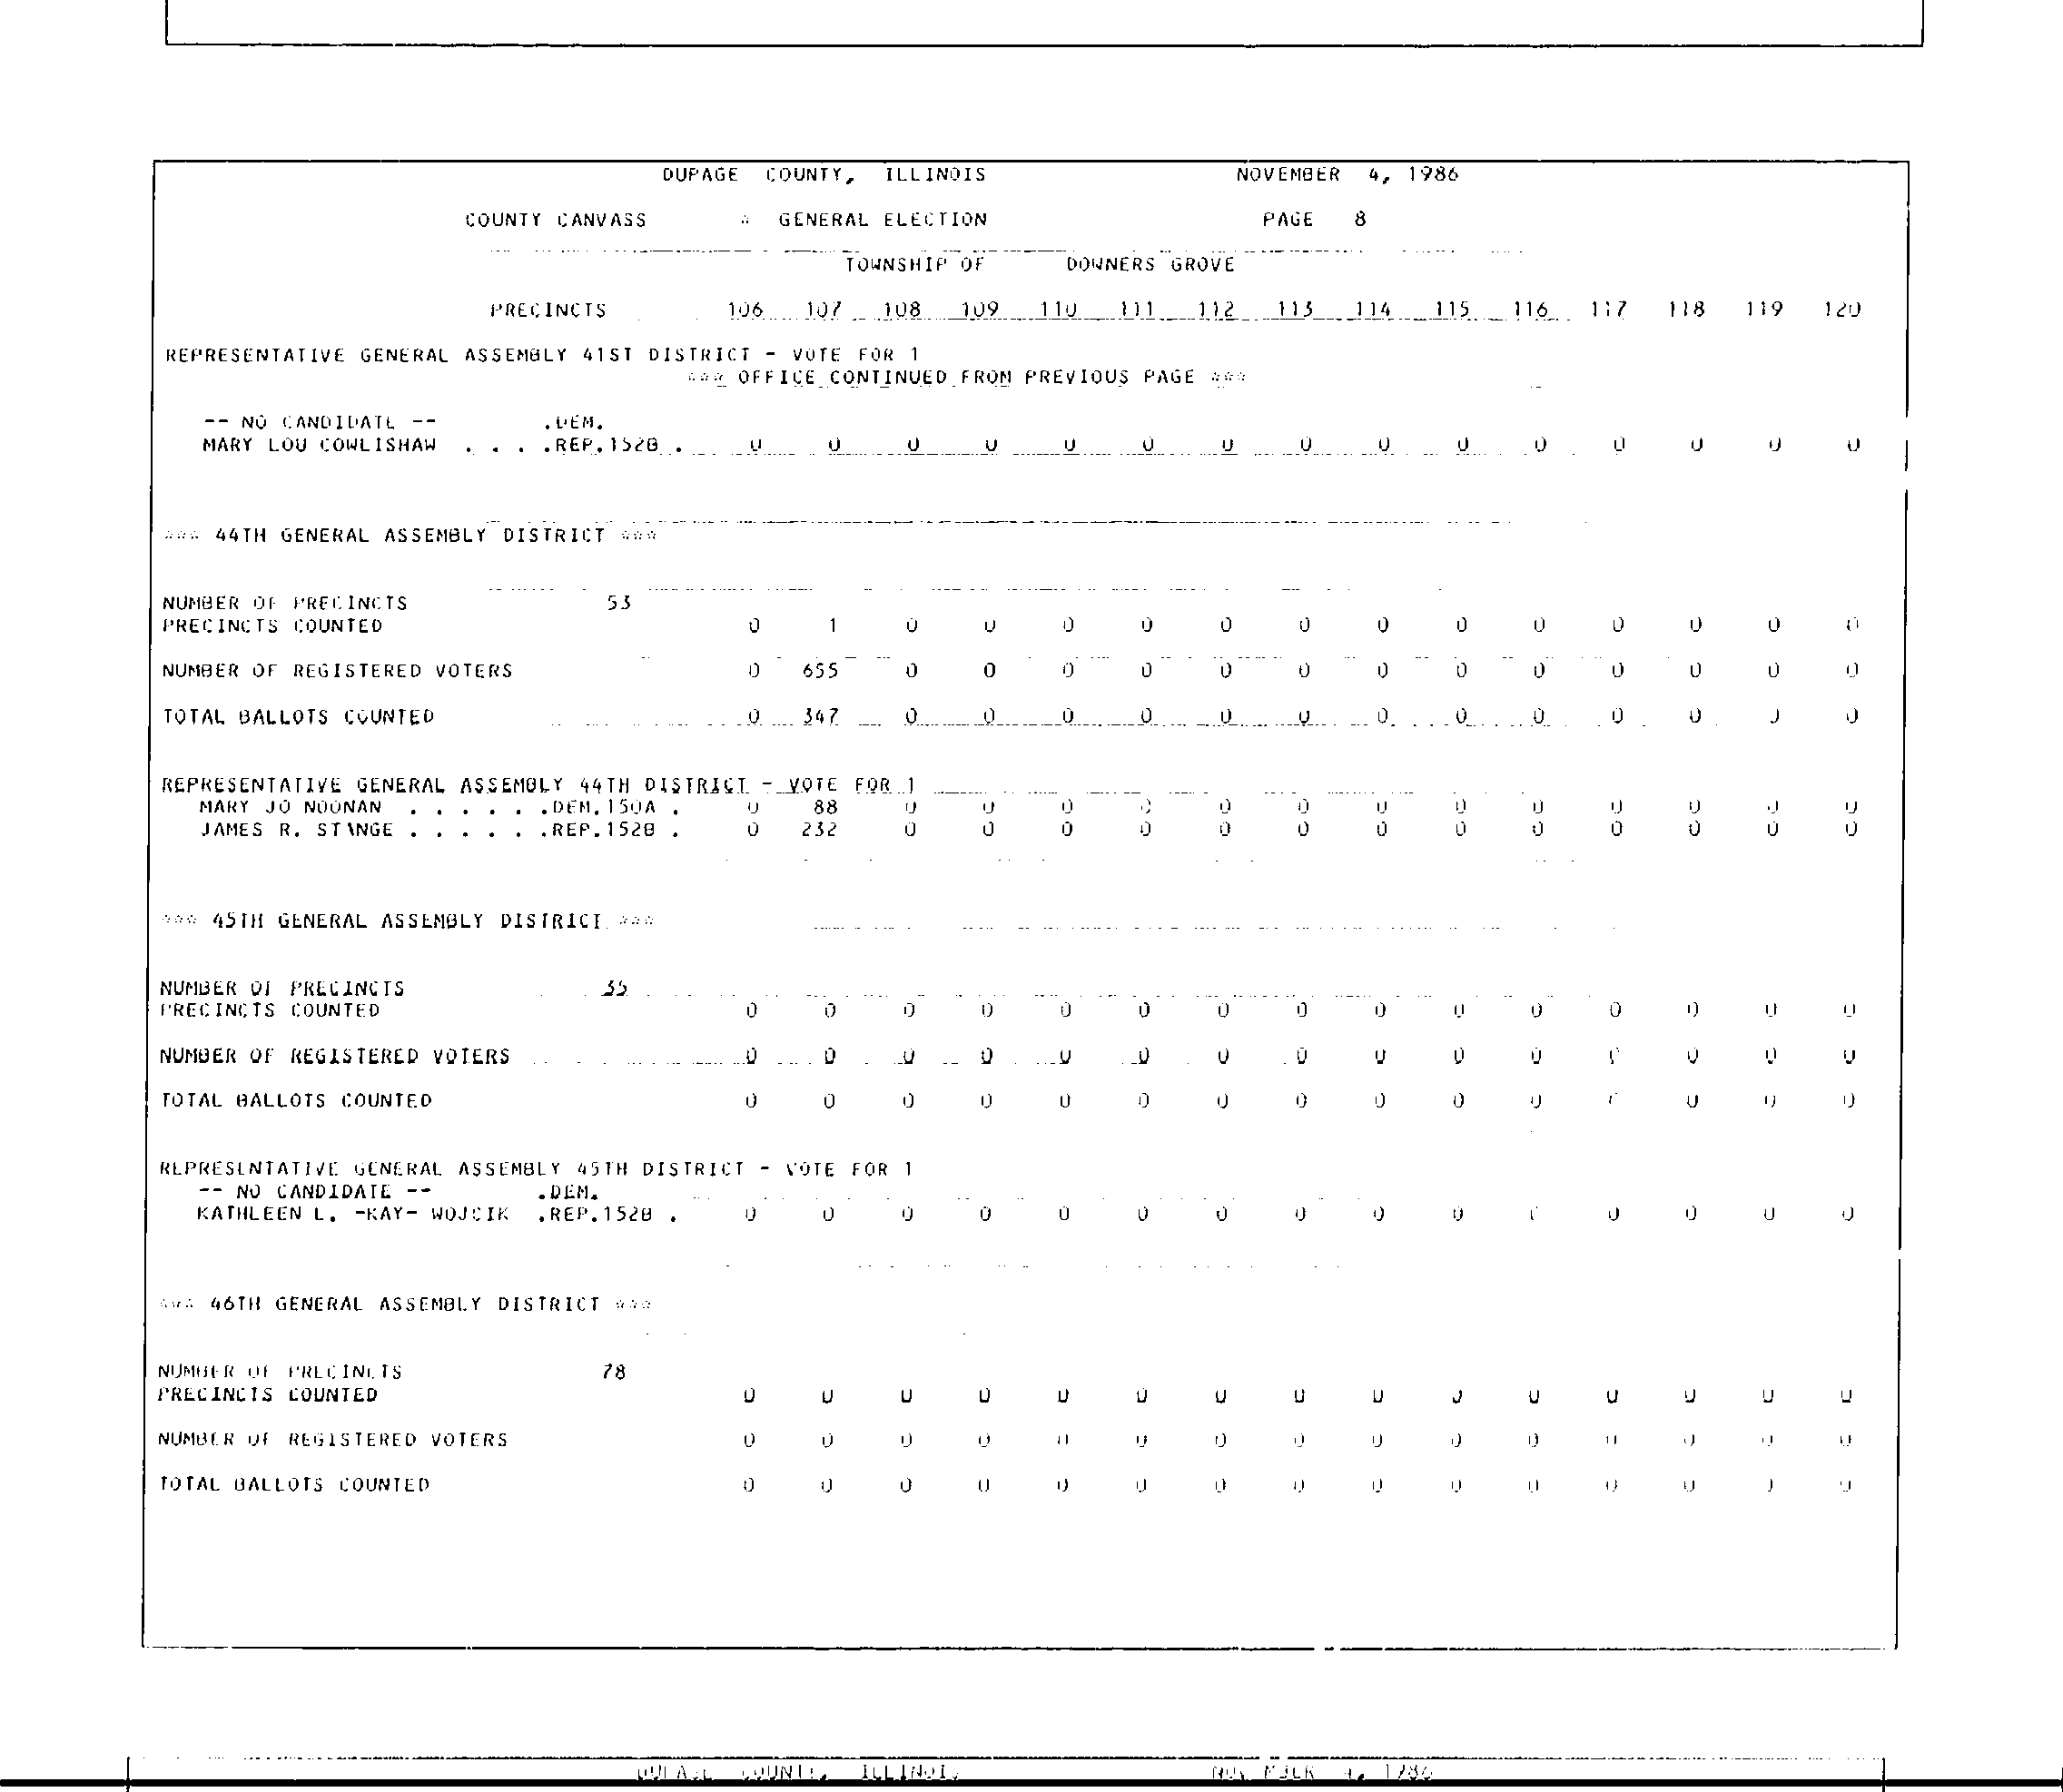 DUPAGE COUNTY, ILLINOIS NOVEMBER 4, 1986
COUNTY CANVASS * GENERAL ELECTION PAGE 8
TOWNSHIP OF DOWNERS GROVE
PRECINCTS 106 107 108 109 110 111 112 113 114 115 116 117 118 119 120
REPRESENTATIVE GENERAL ASSEMBLY 41ST DISTRICT - VOTE FOR 1
*** OFFICE CONTINUED FROM PREVIOUS PAGE ***
-- NO CANDIDATE -- .DEM.
MARY LOU COWLISHAW . . . .REP.152B . 0 0 0 0 0 0 0 0 0 0 0 0 0 0 0
*** 44TH GENERAL ASSEMBLY DISTRICT ***
NUMBER OF PRECINCTS 53
PRECINCTS COUNTED 0 1 0 0 0 0 0 0 0 0 0 0 0 0 0
NUMBER OF REGISTERED VOTERS 0 655 0 0 0 0 0 0 0 0 0 0 0 0 0
TOTAL BALLOTS COUNTED 0 347 0 0 0 0 0 0 0 0 0 0 0 0 0
REPRESENTATIVE GENERAL ASSEMBLY 44TH DISTRICT - VOTE FOR 1
MARY JO NOONAN . . . . . .DEM.150A . 0 88 0 0 0 0 0 0 0 0 0 0 0 0 0
JAMES R. STANGE . . . . . .REP.152B . 0 232 0 0 0 0 0 0 0 0 0 0 0 0 0
*** 45TH GENERAL ASSEMBLY DISTRICT ***
NUMBER OF PRECINCTS 35
PRECINCTS COUNTED 0 0 0 0 0 0 0 0 0 0 0 0 0 0 0
NUMBER OF REGISTERED VOTERS 0 0 0 0 0 0 0 0 0 0 0 0 0 0 0
TOTAL BALLOTS COUNTED 0 0 0 0 0 0 0 0 0 0 0 0 0 0 0
REPRESENTATIVE GENERAL ASSEMBLY 45TH DISTRICT - VOTE FOR 1
-- NO CANDIDATE -- .DEM.
KATHLEEN L. -KAY- WOJCIK .REP.152B . 0 0 0 0 0 0 0 0 0 0 0 0 0 0 0
*** 46TH GENERAL ASSEMBLY DISTRICT ***
NUMBER OF PRECINCTS 78
PRECINCTS COUNTED 0 0 0 0 0 0 0 0 0 0 0 0 0 0 0
NUMBER OF REGISTERED VOTERS 0 0 0 0 0 0 0 0 0 0 0 0 0 0 0
TOTAL BALLOTS COUNTED 0 0 0 0 0 0 0 0 0 0 0 0 0 0 0
DUPAGE COUNTY, ILLINOIS NOVEMBER 4, 1986